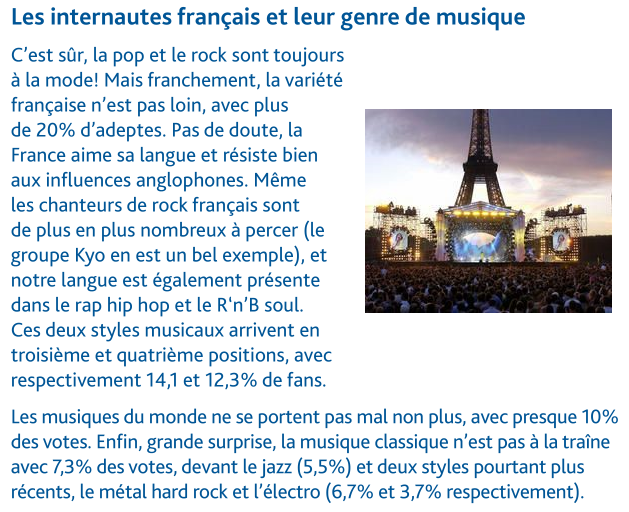 Les internautes français et leur genre de musique
C’est sûr, la pop et le rock sont toujours
à la mode! Mais franchement, la variété
française n’est pas loin, avec plus
de 20% d’adeptes. Pas de doute, la
France aime sa langue et résiste bien
aux influences anglophones. Même
les chanteurs de rock français sont
de plus en plus nombreux à percer (le
groupe Kyo en est un bel exemple), et
notre langue est également présente
dans le rap hip hop et le R‘n’B soul.
Ces deux styles musicaux arrivent en
troisième et quatrième positions, avec
respectivement 14,1 et 12,3% de fans.
Les musiques du monde ne se portent pas mal non plus, avec presque 10%
des votes. Enfin, grande surprise, la musique classique n’est pas à la traîne
avec 7,3% des votes, devant le jazz (5,5%) et deux styles pourtant plus
récents, le métal hard rock et l’électro (6,7% et 3,7% respectivement).